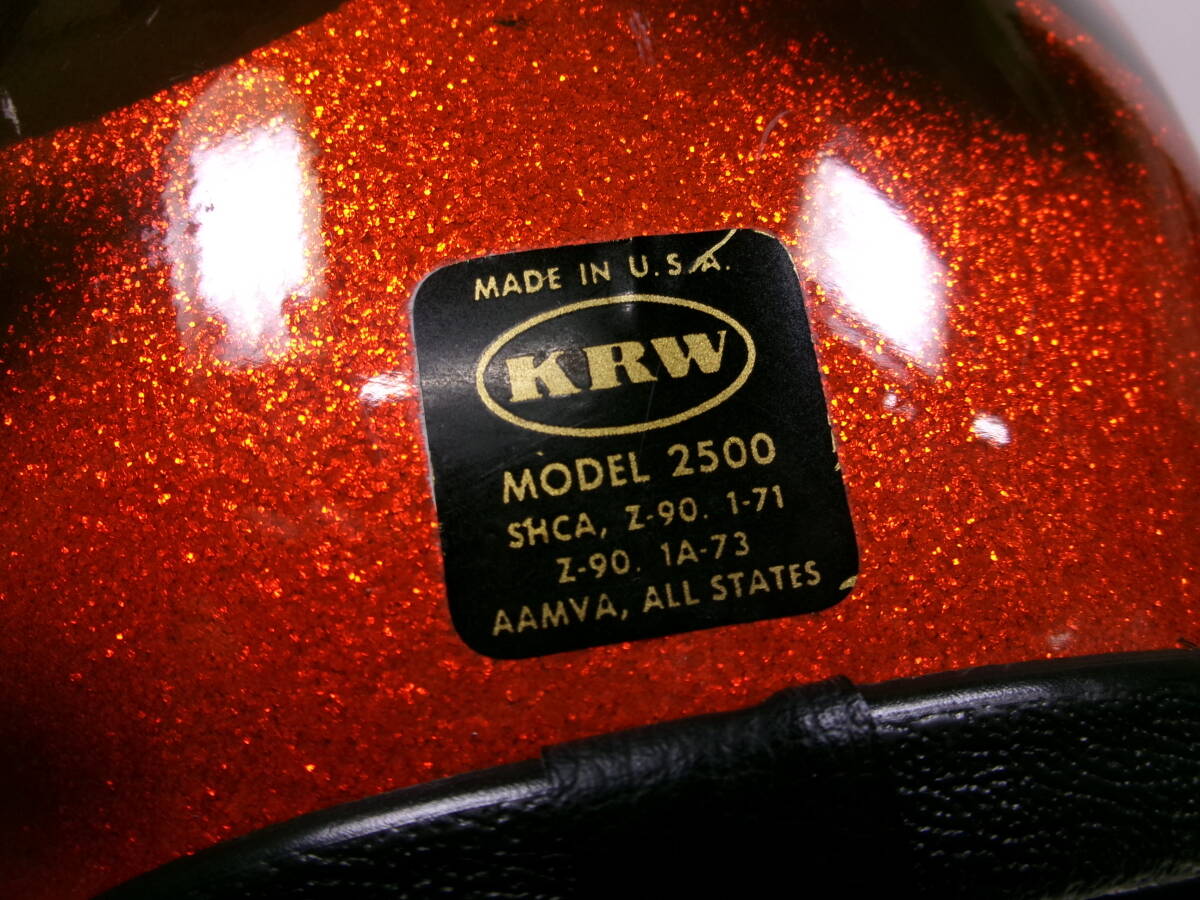 MADE IN U.S.A.
KRW
MODEL 2500
SHCA, Z-90. 1-71
Z-90. 1A-73
AAMVA, ALL STATES